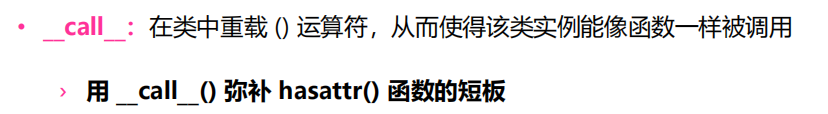 • __call__：在类中重载 () 运算符，从而使得该类实例能像函数一样被调用
› 用 __call__() 弥补 hasattr() 函数的短板